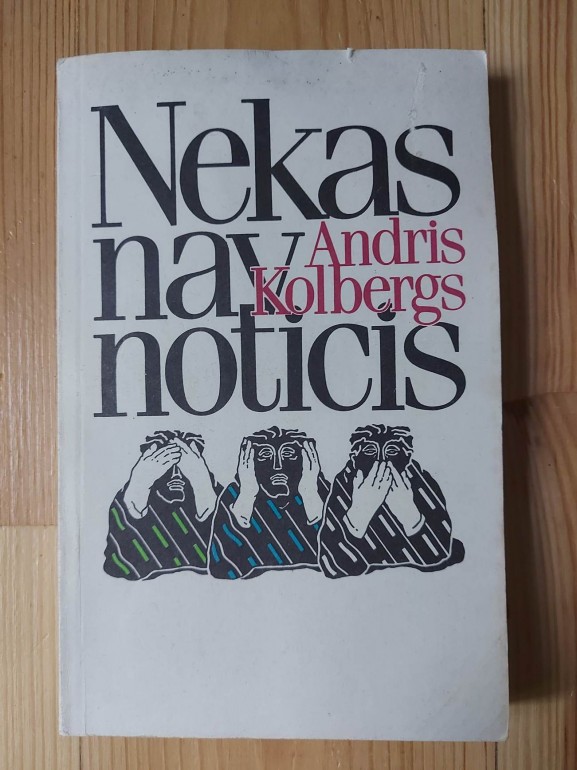 Nekas
nav
Andris
Kolbergs
noticis